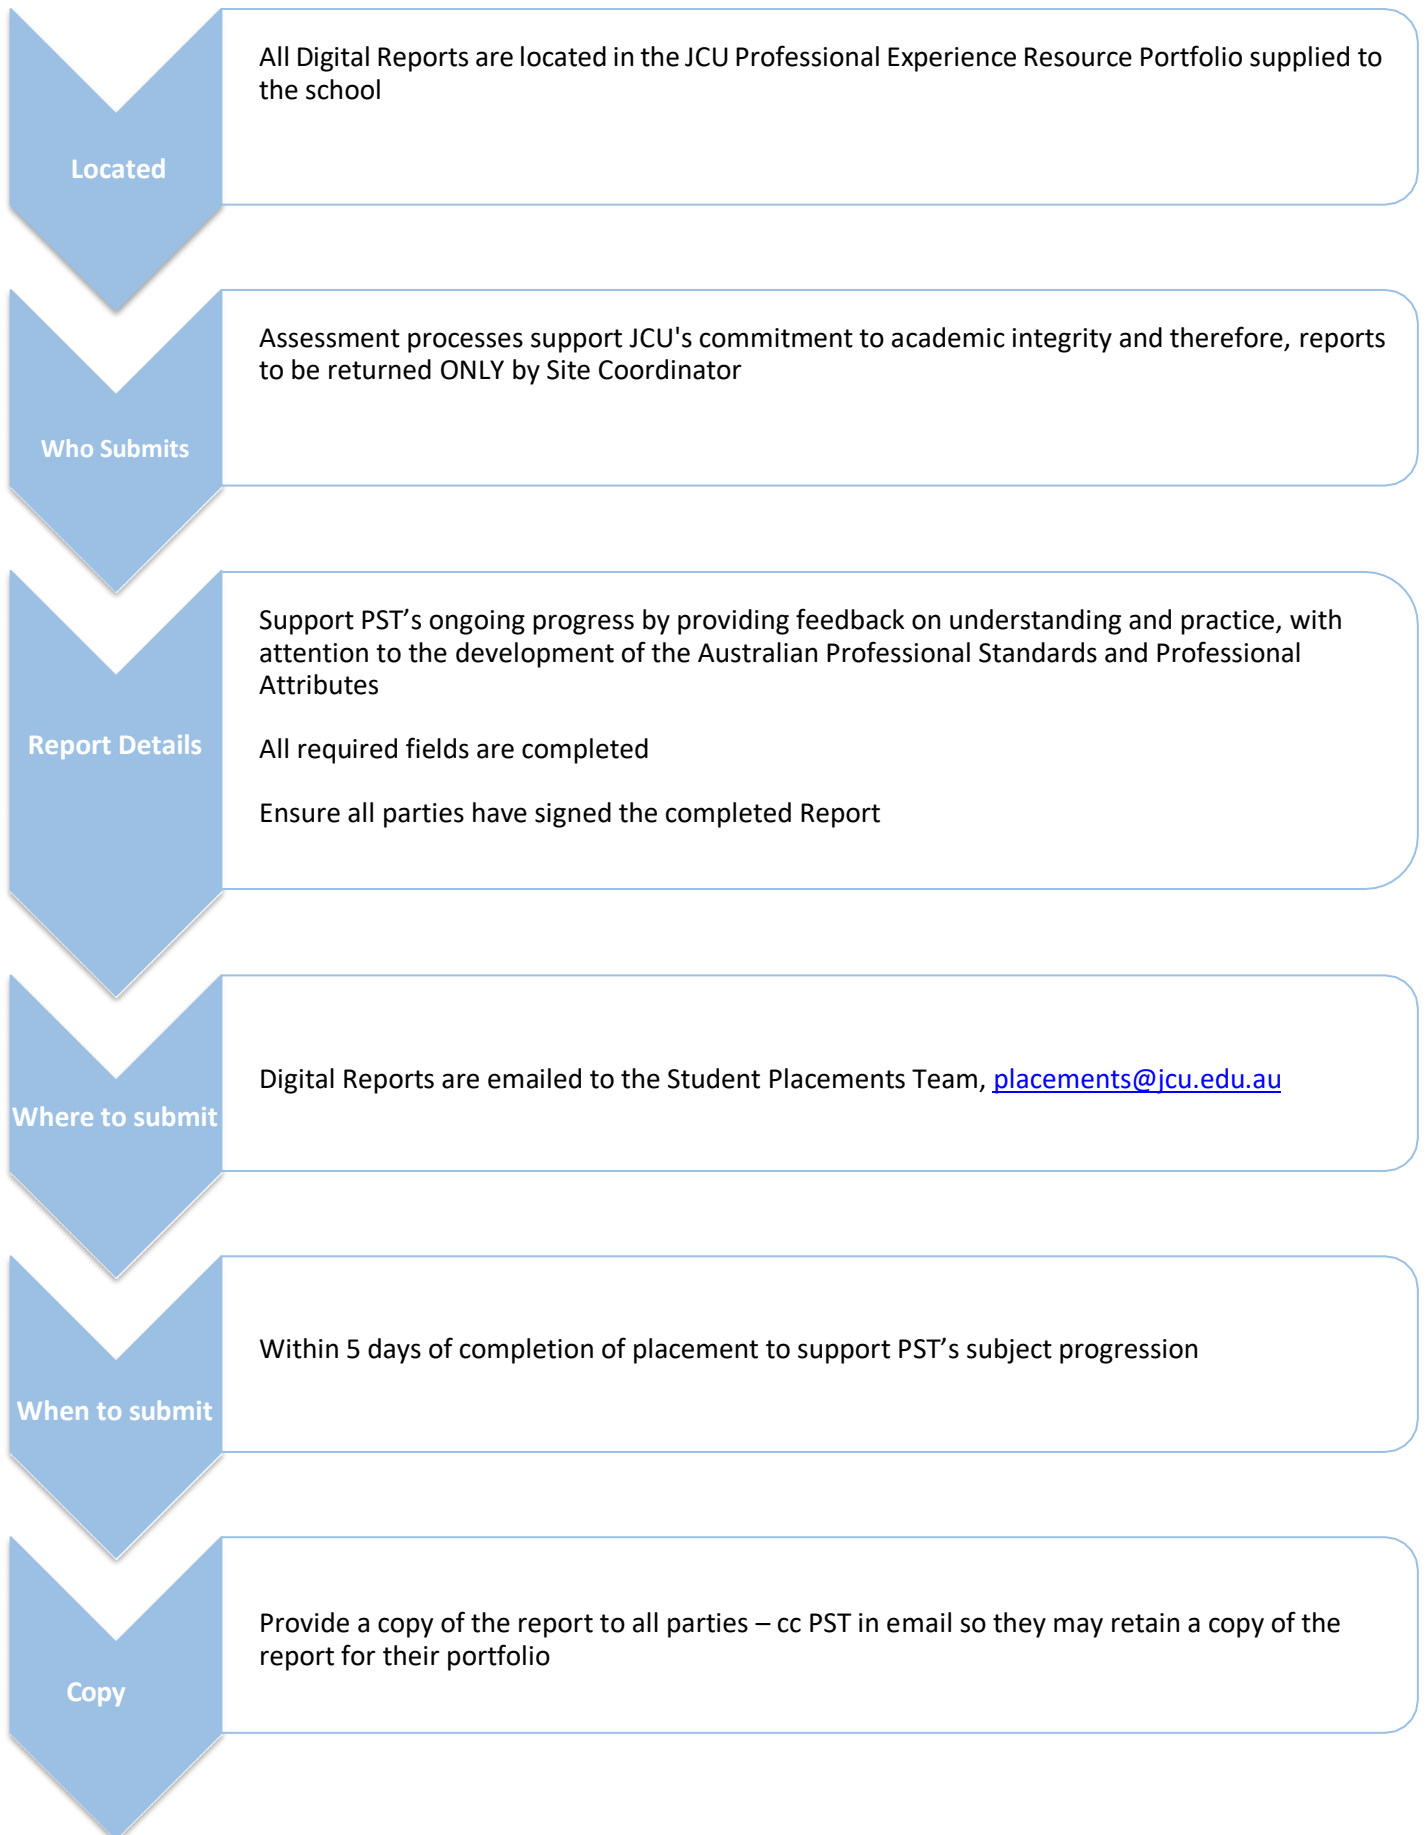 All Digital Reports are located in the JCU Professional Experience Resource Portfolio supplied to
the school
Located
Assessment processes support JCU's commitment to academic integrity and therefore, reports
to be returned ONLY by Site Coordinator
Who Submits
Support PST’s ongoing progress by providing feedback on understanding and practice, with
attention to the development of the Australian Professional Standards and Professional
Attributes
Report Details
All required fields are completed
Ensure all parties have signed the completed Report
Digital Reports are emailed to the Student Placements Team, placements@jcu.edu.au
Where to submit
Within 5 days of completion of placement to support PST’s subject progression
When to submit
Provide a copy of the report to all parties – cc PST in email so they may retain a copy of the
report for their portfolio
Copy